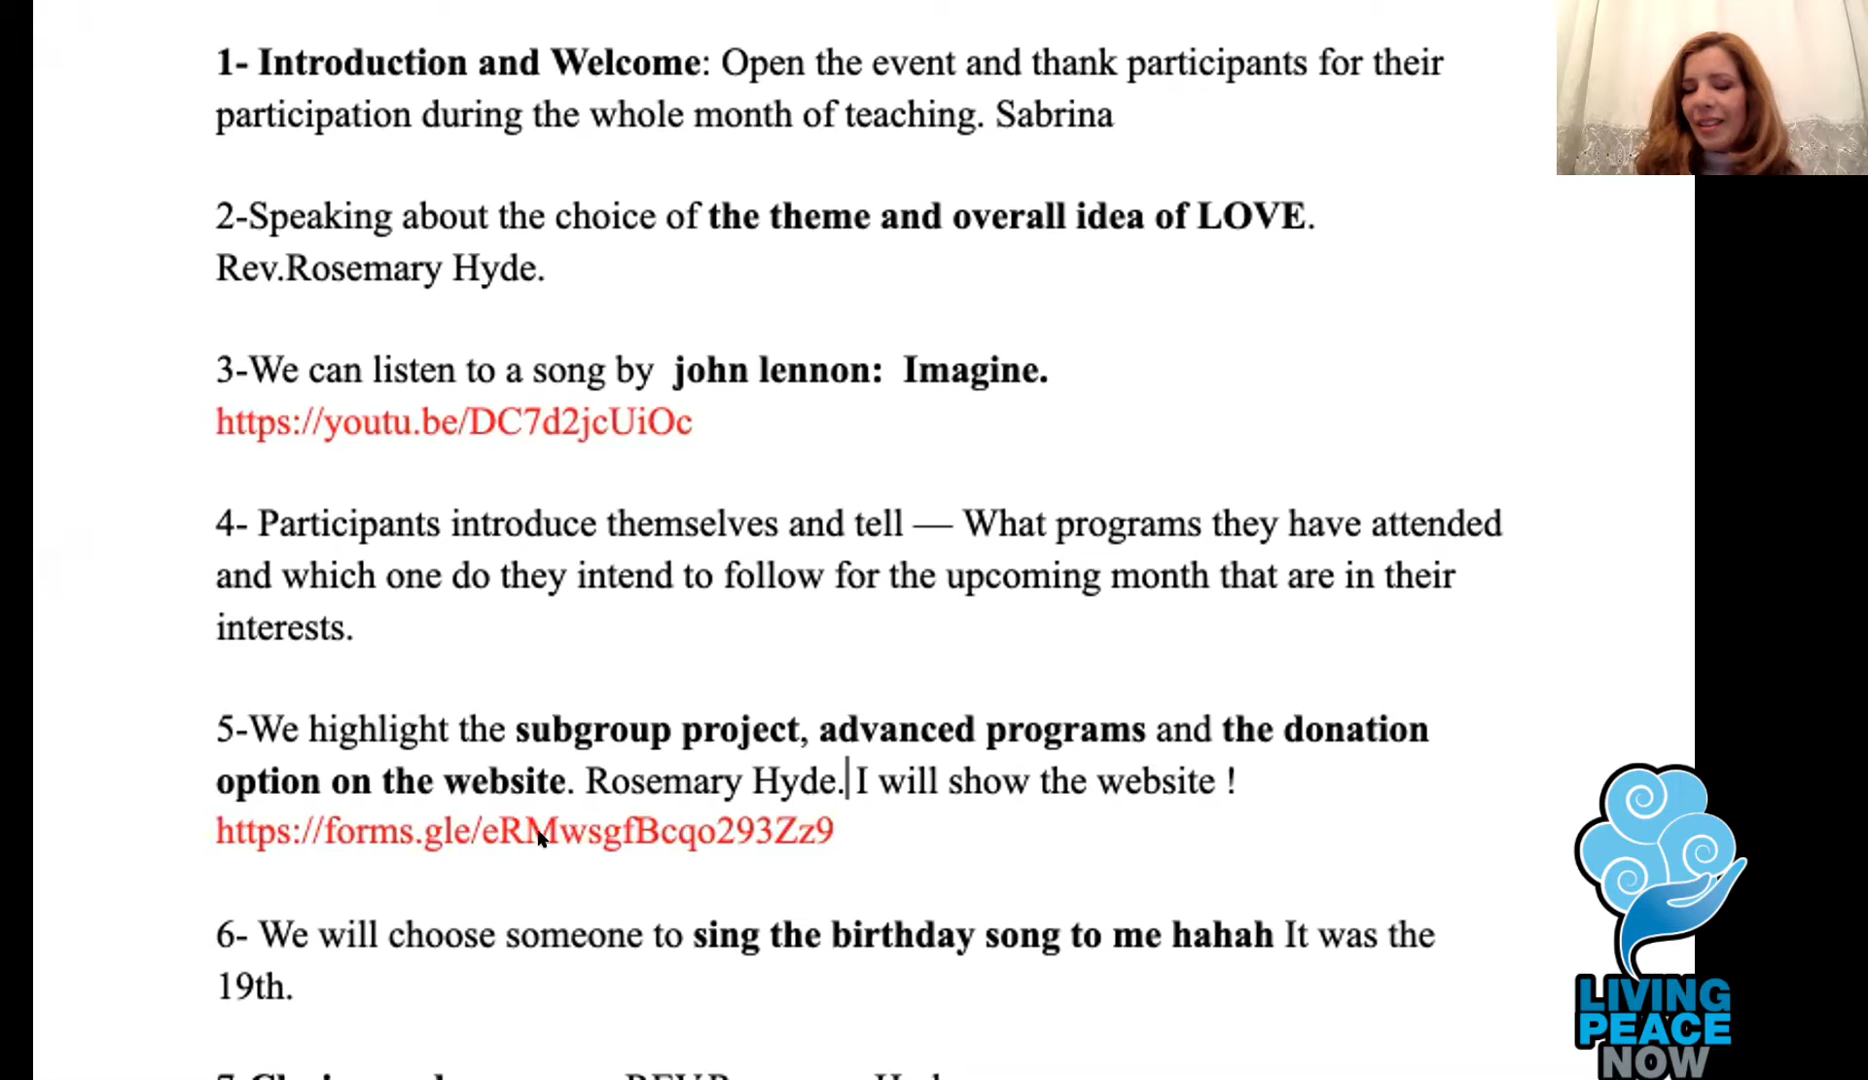 1- Introduction and Welcome: Open the event and thank participants for their
participation during the whole month of teaching. Sabrina
2-Speaking about the choice of the theme and overall idea of LOVE.
Rev.Rosemary Hyde.
3-We can listen to a song by john lennon: Imagine.
https://youtu.be/DC7d2jcUiOc
4- Participants introduce themselves and tell — What programs they have attended
and which one do they intend to follow for the upcoming month that are in their
interests.
5-We highlight the subgroup project, advanced programs and the donation
option on the website. Rosemary Hyde. I will show the website !
https://forms.gle/eRMwsgfBcqo293Zz9
6- We will choose someone to sing the birthday song to me hahah It was the
19th.
LIVING
PEACE
NOW